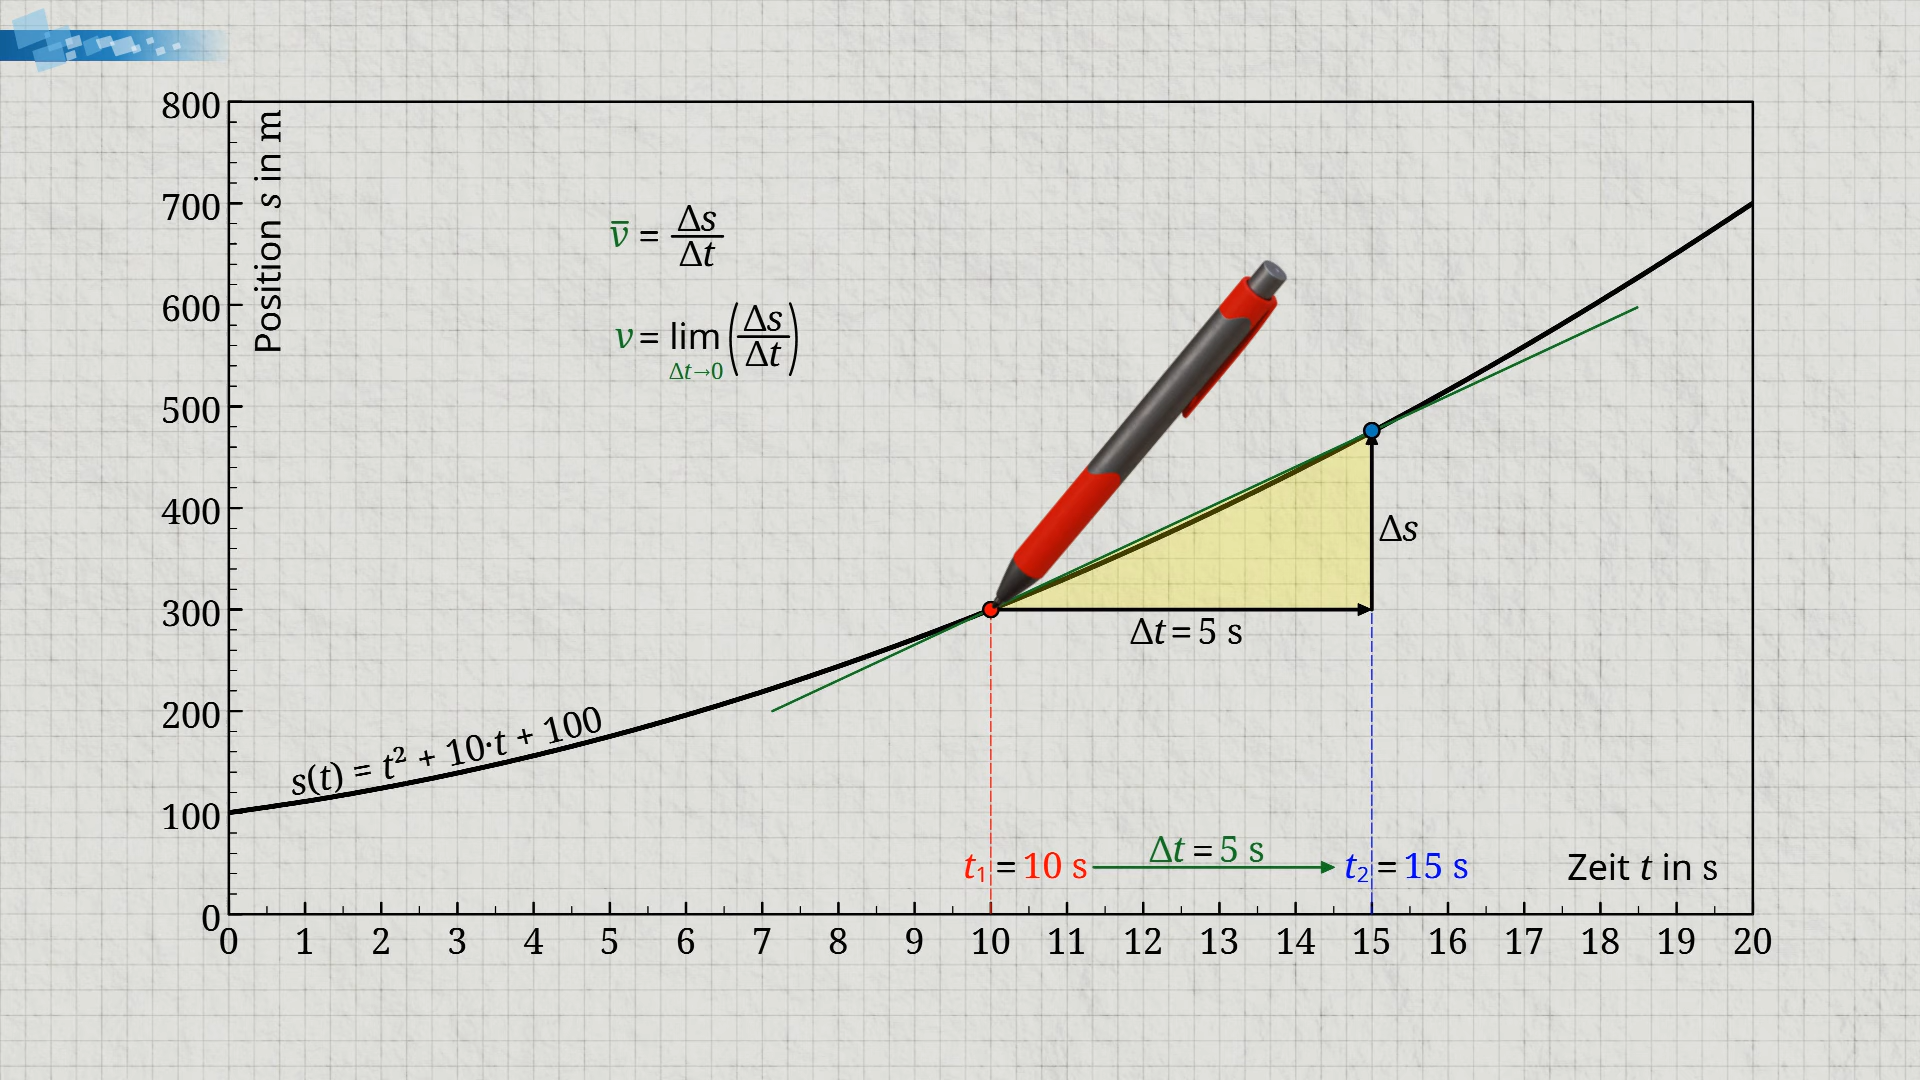 800
700
600
500
400
300
200
100
0
Position s in m
v̅ = Δs/Δt
v = lim (Δs/Δt)
Δt→0
s(t) = t² + 10·t + 100
Δs
Δt = 5 s
t₁ = 10 s
Δt = 5 s
t₂ = 15 s
Zeit t in s
0 1 2 3 4 5 6 7 8 9 10 11 12 13 14 15 16 17 18 19 20